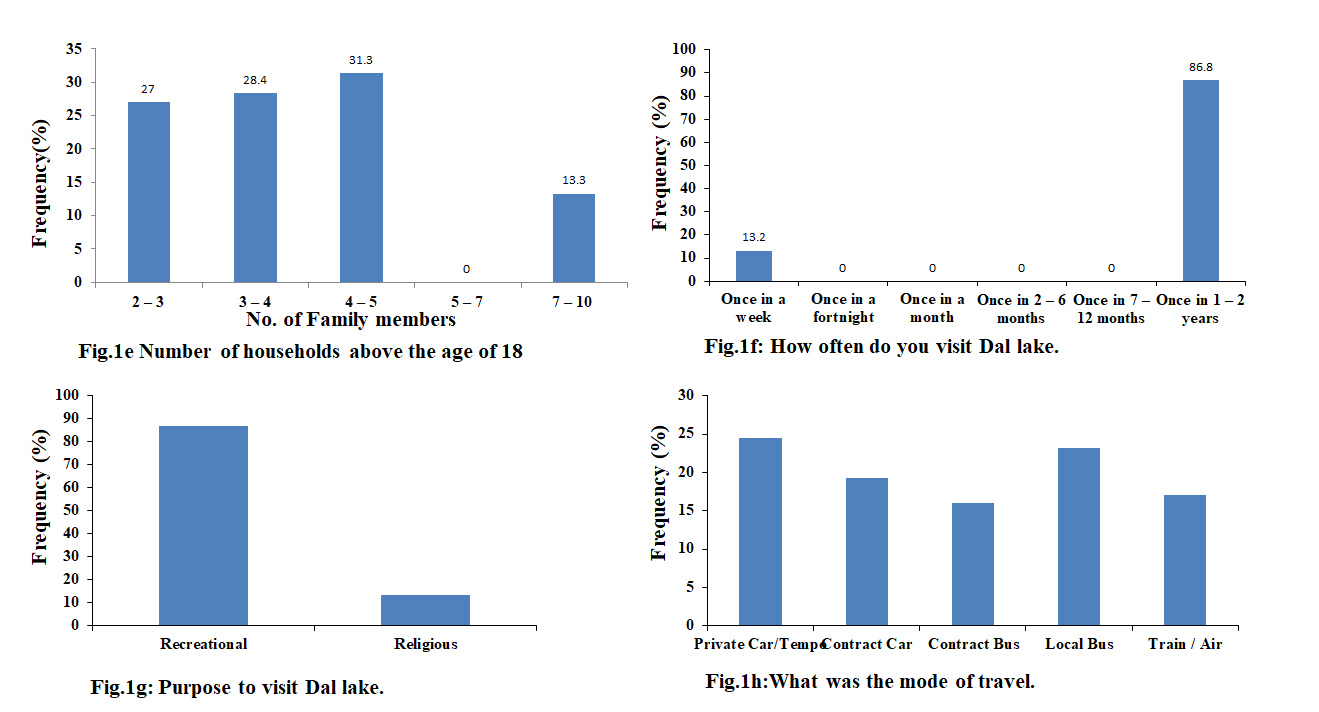 35
30
25
20
15
10
5
0
Frequency(%)
27
28.4
31.3
0
13.3
2 – 3
3 – 4
4 – 5
5 – 7
7 – 10
No. of Family members
Fig.1e Number of households above the age of 18
100
90
80
70
60
50
40
30
20
10
0
Frequency (%)
13.2
0
0
0
0
86.8
Once in a
week
Once in a
fortnight
Once in a
month
Once in 2 – 6
months
Once in 7 –
12 months
Once in 1 – 2
years
Fig.1f: How often do you visit Dal lake.
100
90
80
70
60
50
40
30
20
10
0
Frequency (%)
Recreational
Religious
Fig.1g: Purpose to visit Dal lake.
30
25
20
15
10
5
0
Frequency (%)
Private Car/Tempo
Contract Car
Contract Bus
Local Bus
Train / Air
Fig.1h:What was the mode of travel.